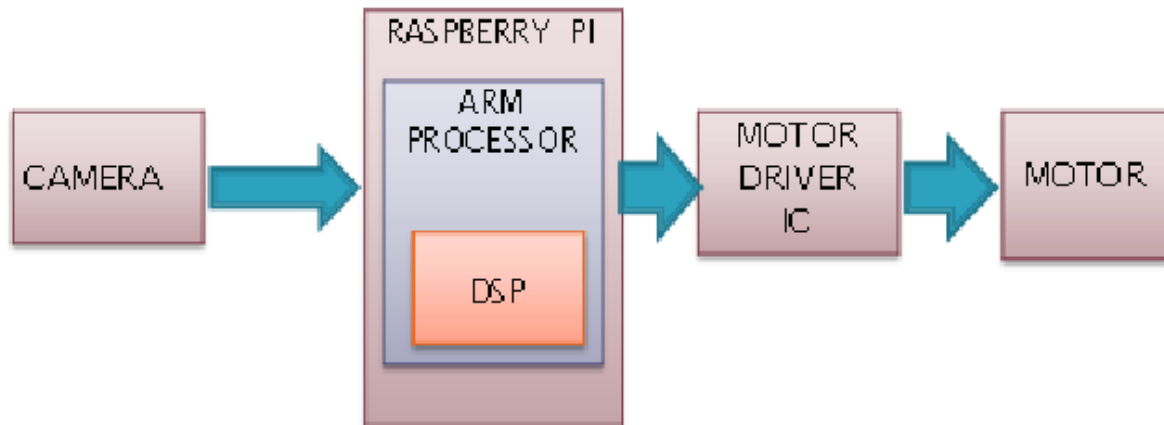 RASPBERRY PI
ARM
PROCESSOR
DSP
CAMERA
MOTOR
DRIVER
IC
MOTOR